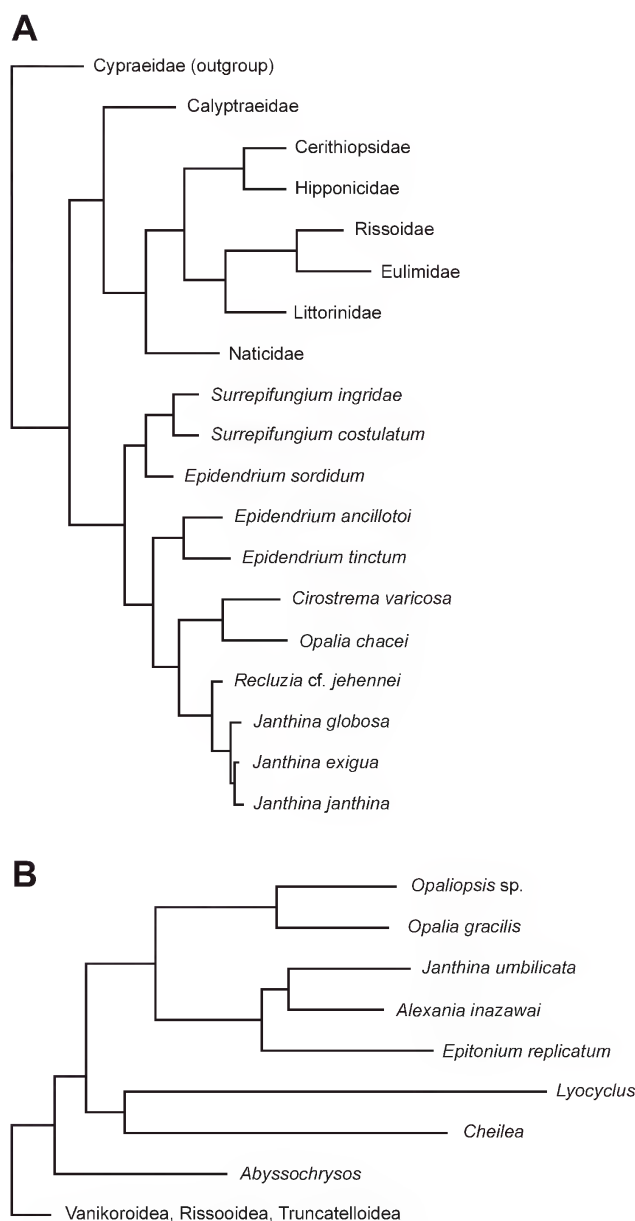 A
Cypraeidae (outgroup)
Calyptraeidae
Cerithiopsidae
Hipponicidae
Rissoidae
Eulimidae
Littorinidae
Naticidae
Surrepifungium ingridae
Surrepifungium costulatum
Epidendrium sordidum
Epidendrium ancillotoi
Epidendrium tinctum
Cirostrema varicosa
Opalia chacei
Recluzia cf. jehennei
Janthina globosa
Janthina exigua
Janthina janthina
B
Opaliopsis sp.
Opalia gracilis
Janthina umbilicata
Alexania inazawai
Epitonium replicatum
Lyocyclus
Cheilea
Abyssochrysos
Vanikoroidea, Rissooidea, Truncatelloidea